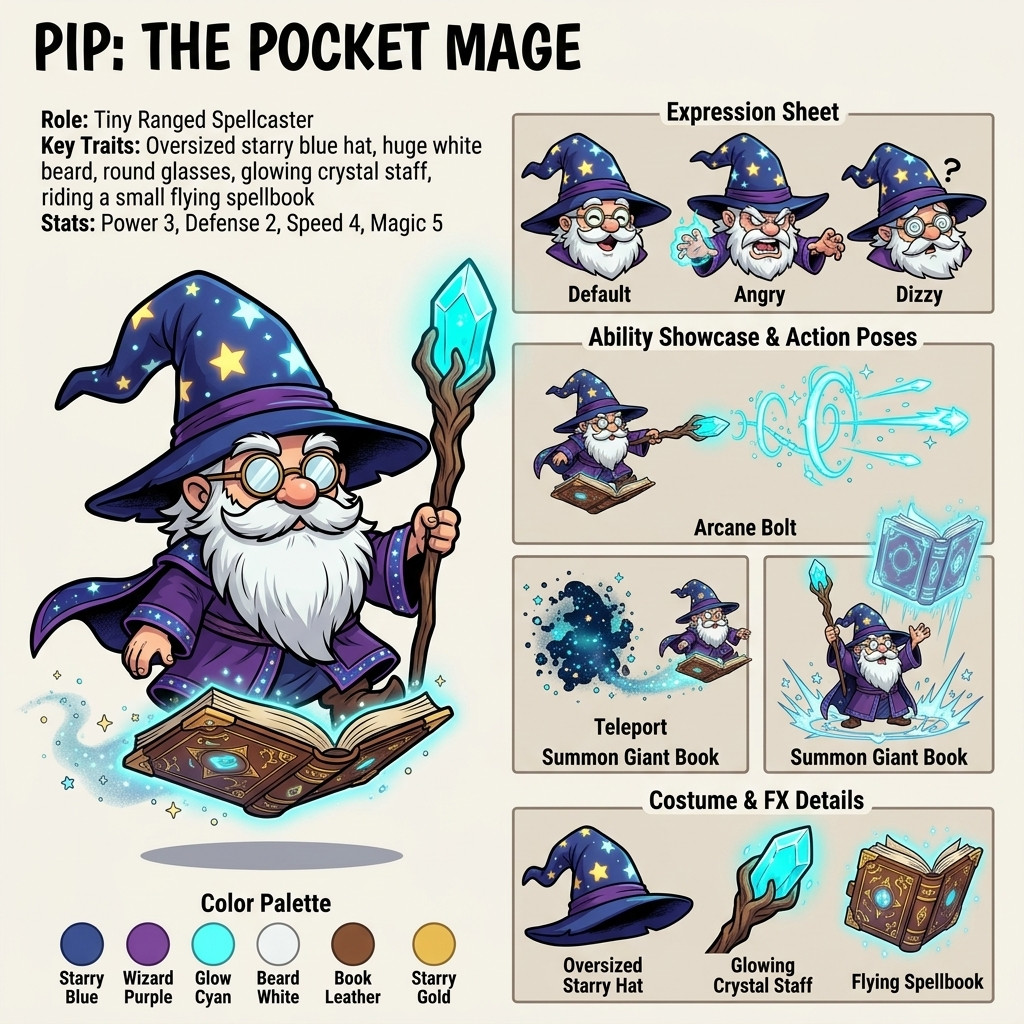 PIP: THE POCKET MAGE
Role: Tiny Ranged Spellcaster
Key Traits: Oversized starry blue hat, huge white
beard, round glasses, glowing crystal staff,
riding a small flying spellbook
Stats: Power 3, Defense 2, Speed 4, Magic 5
Expression Sheet
?
Default
Angry
Dizzy
Ability Showcase & Action Poses
Arcane Bolt
Teleport
Summon Giant Book
Summon Giant Book
Costume & FX Details
Oversized
Starry Hat
Glowing
Crystal Staff
Flying Spellbook
Color Palette
Starry
Blue
Wizard
Purple
Glow
Cyan
Beard
White
Book
Leather
Starry
Gold